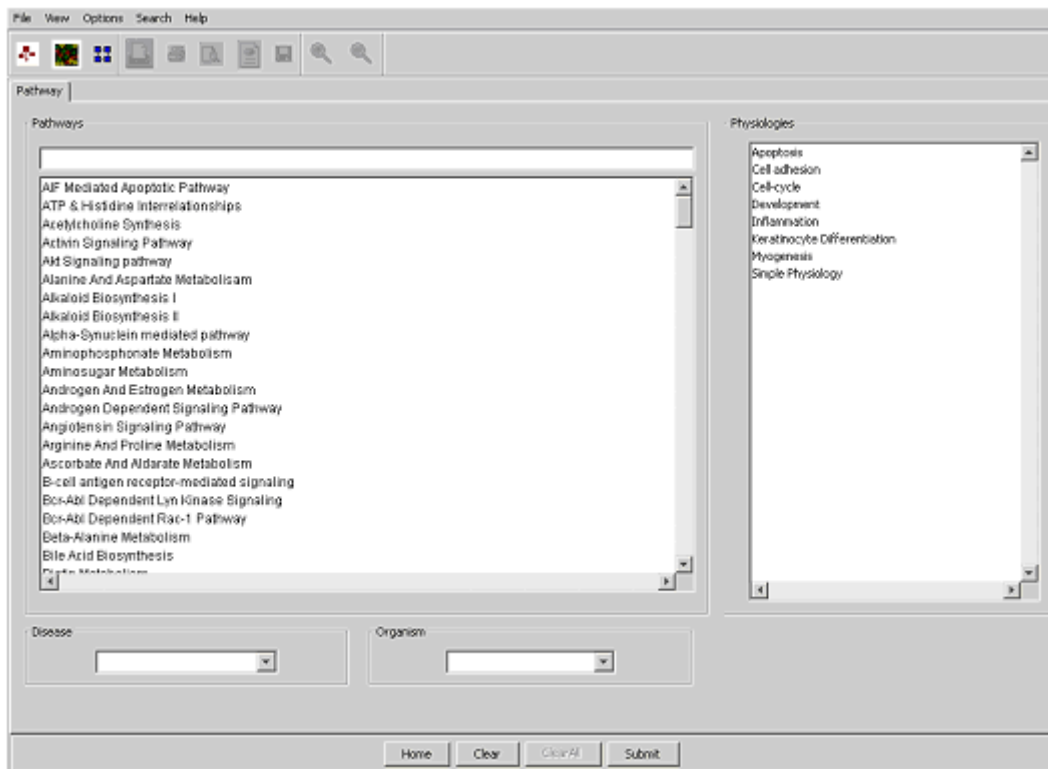 File View Options Search Help
Pathway
Pathways
AIF Mediated Apoptotic Pathway
ATP & Histidine Interrelationships
Acetylcholine Synthesis
Activin Signaling Pathway
Akt Signaling pathway
Alanine And Aspartate Metabolisam
Alkaloid Biosynthesis I
Alkaloid Biosynthesis II
Alpha-Synuclein mediated pathway
Aminophosphonate Metabolism
Aminosugar Metabolism
Androgen And Estrogen Metabolism
Androgen Dependent Signaling Pathway
Angiotensin Signaling Pathway
Arginine And Proline Metabolism
Ascorbate And Aldarate Metabolism
B-cell antigen receptor-mediated signaling
Bcr-Abl Dependent Lyn Kinase Signaling
Bcr-Abl Dependent Rac-1 Pathway
Beta-Alanine Metabolism
Bile Acid Biosynthesis
Physiologies
Apoptosis
Cell adhesion
Cell-cycle
Development
Inflammation
Keratinocyte Differentiation
Myogenesis
Simple Physiology
Disease
Organism
Home Clear Clear All Submit